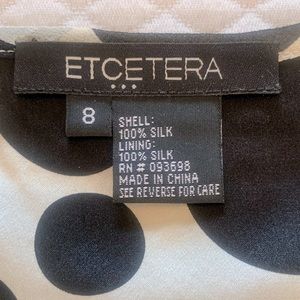 ETCETERA
8
SHELL:
100% SILK
LINING:
100% SILK
RN # 093698
MADE IN CHINA
SEE REVERSE FOR CARE